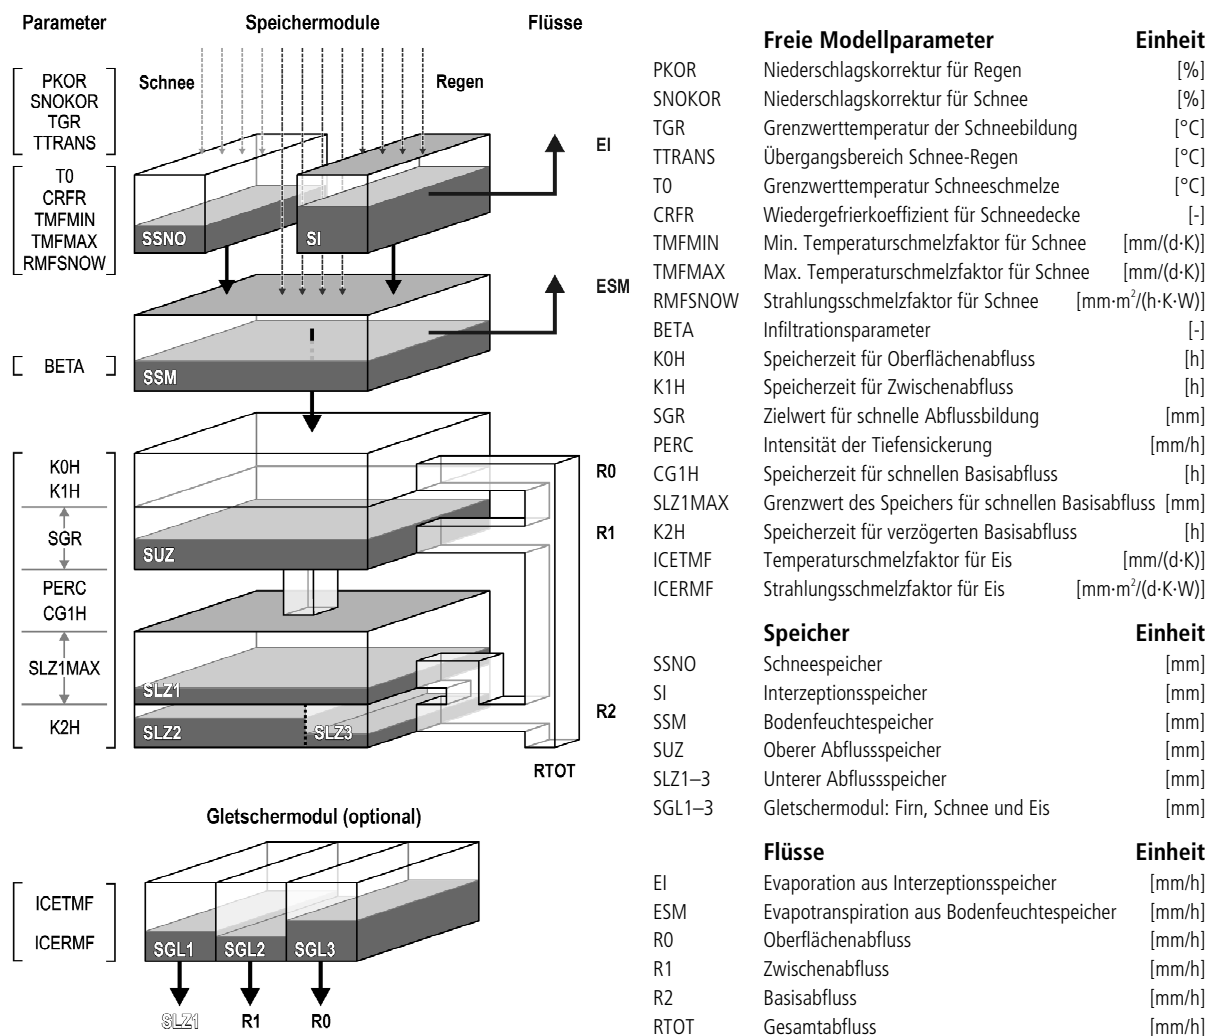 Parameter
Speichermodule
Flüsse
PKOR
SNOKOR
TGR
TTRANS
Schnee
Regen
EI
T0
CRFR
TMFMIN
TMFMAX
RMFSNOW
SSNO
SI
ESM
BETA
SSM
K0H
K1H
R0
SGR
R1
SUZ
PERC
CG1H
SLZ1MAX
SLZ1
K2H
SLZ2
SLZ3
R2
RTOT
Gletschermodul (optional)
ICETMF
ICERMF
SGL1
SGL2
SGL3
SLZ1
R1
R0
Freie Modellparameter Einheit
PKOR Niederschlagskorrektur für Regen [%]
SNOKOR Niederschlagskorrektur für Schnee [%]
TGR Grenzwerttemperatur der Schneebildung [°C]
TTRANS Übergangsbereich Schnee-Regen [°C]
T0 Grenzwerttemperatur Schneeschmelze [°C]
CRFR Wiedergefrierkoeffizient für Schneedecke [-]
TMFMIN Min. Temperaturschmelzfaktor für Schnee [mm/(d·K)]
TMFMAX Max. Temperaturschmelzfaktor für Schnee [mm/(d·K)]
RMFSNOW Strahlungsschmelzfaktor für Schnee [mm·m²/(h·K·W)]
BETA Infiltrationsparameter [-]
K0H Speicherzeit für Oberflächenabfluss [h]
K1H Speicherzeit für Zwischenabfluss [h]
SGR Zielwert für schnelle Abflussbildung [mm]
PERC Intensität der Tiefensickerung [mm/h]
CG1H Speicherzeit für schnellen Basisabfluss [h]
SLZ1MAX Grenzwert des Speichers für schnellen Basisabfluss [mm]
K2H Speicherzeit für verzögerten Basisabfluss [h]
ICETMF Temperaturschmelzfaktor für Eis [mm/(d·K)]
ICERMF Strahlungsschmelzfaktor für Eis [mm·m²/(d·K·W)]
Speicher Einheit
SSNO Schneespeicher [mm]
SI Interzeptionsspeicher [mm]
SSM Bodenfeuchtespeicher [mm]
SUZ Oberer Abflussspeicher [mm]
SLZ1–3 Unterer Abflussspeicher [mm]
SGL1–3 Gletschermodul: Firn, Schnee und Eis [mm]
Flüsse Einheit
EI Evaporation aus Interzeptionsspeicher [mm/h]
ESM Evapotranspiration aus Bodenfeuchtespeicher [mm/h]
R0 Oberflächenabfluss [mm/h]
R1 Zwischenabfluss [mm/h]
R2 Basisabfluss [mm/h]
RTOT Gesamtabfluss [mm/h]